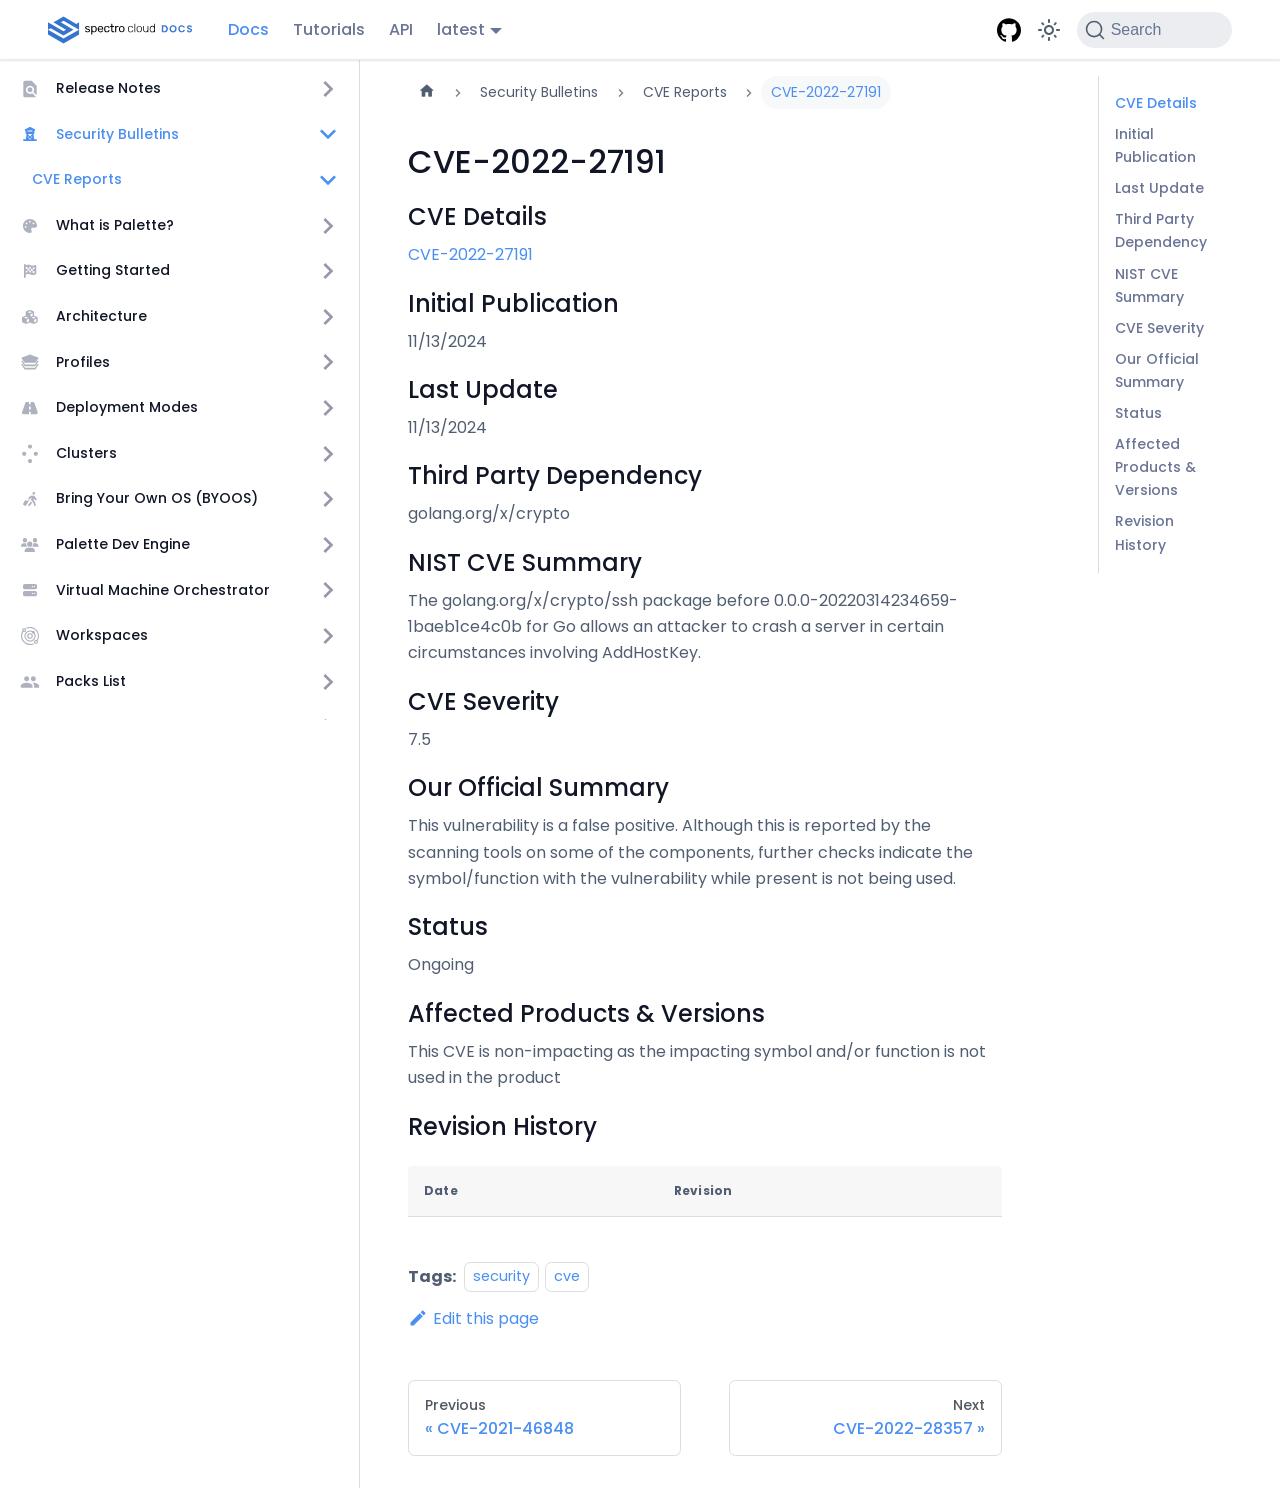 spectro cloud DOCS
Docs
Tutorials
API
latest
Search
Release Notes
Security Bulletins
CVE Reports
What is Palette?
Getting Started
Architecture
Profiles
Deployment Modes
Clusters
Bring Your Own OS (BYOOS)
Palette Dev Engine
Virtual Machine Orchestrator
Workspaces
Packs List
Security Bulletins
CVE Reports
CVE-2022-27191
CVE-2022-27191
CVE Details
CVE-2022-27191
Initial Publication
11/13/2024
Last Update
11/13/2024
Third Party Dependency
golang.org/x/crypto
NIST CVE Summary
The golang.org/x/crypto/ssh package before 0.0.0-20220314234659-
1baeb1ce4c0b for Go allows an attacker to crash a server in certain
circumstances involving AddHostKey.
CVE Severity
7.5
Our Official Summary
This vulnerability is a false positive. Although this is reported by the
scanning tools on some of the components, further checks indicate the
symbol/function with the vulnerability while present is not being used.
Status
Ongoing
Affected Products & Versions
This CVE is non-impacting as the impacting symbol and/or function is not
used in the product
Revision History
Date
Revision
Tags:
security
cve
Edit this page
Previous
« CVE-2021-46848
Next
CVE-2022-28357 »
CVE Details
Initial
Publication
Last Update
Third Party
Dependency
NIST CVE
Summary
CVE Severity
Our Official
Summary
Status
Affected
Products &
Versions
Revision
History